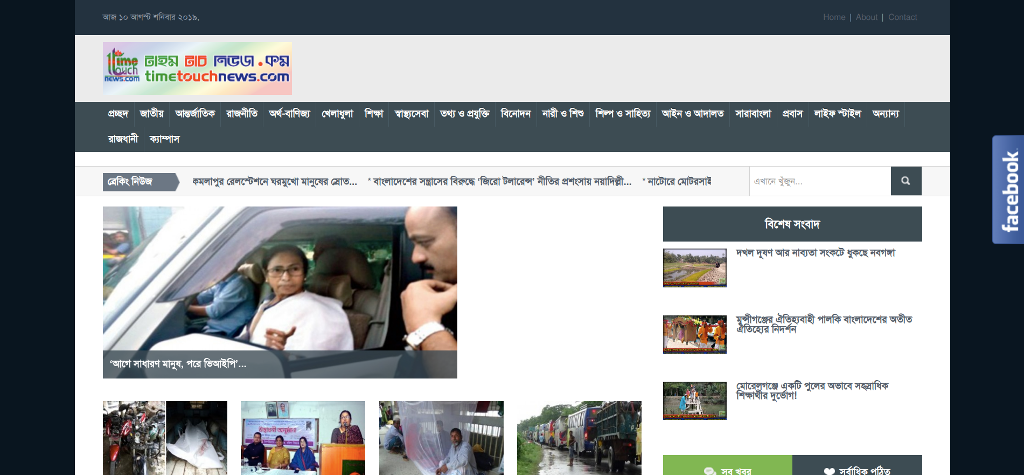 আজ ১০ আগস্ট শনিবার ২০১৯,
Home | About | Contact
time touch news.com
টাইম টাচ নিউজ.কম
timetouchnews.com
প্রচ্ছদ জাতীয় আন্তর্জাতিক রাজনীতি অর্থ-বাণিজ্য খেলাধুলা শিক্ষা স্বাস্থ্যসেবা তথ্য ও প্রযুক্তি বিনোদন নারী ও শিশু শিল্প ও সাহিত্য আইন ও আদালত সারাবাংলা প্রবাস লাইফ স্টাইল অন্যান্য
রাজধানী ক্যাম্পাস
ব্রেকিং নিউজ
কমলাপুর রেলস্টেশনে ঘরমুখো মানুষের স্রোত... * বাংলাদেশের সন্ত্রাসের বিরুদ্ধে 'জিরো টলারেন্স' নীতির প্রশংসায় নয়াদিল্লী... * নাটোরে মোটরসাই
এখানে খুঁজুন...
facebook
‘আগে সাধারণ মানুষ, পরে ভিআইপি’...
বিশেষ সংবাদ
দখল দূষণ আর নাব্যতা সংকটে ধুকছে নবগঙ্গা
মুন্সীগঞ্জের ঐতিহ্যবাহী পালকি বাংলাদেশের অতীত
ঐতিহ্যের নিদর্শন
মোরেলগঞ্জে একটি পুলের অভাবে সহস্রাধিক
শিক্ষার্থীর দুর্ভোগ!
সব খবর
সর্বাধিক পঠিত